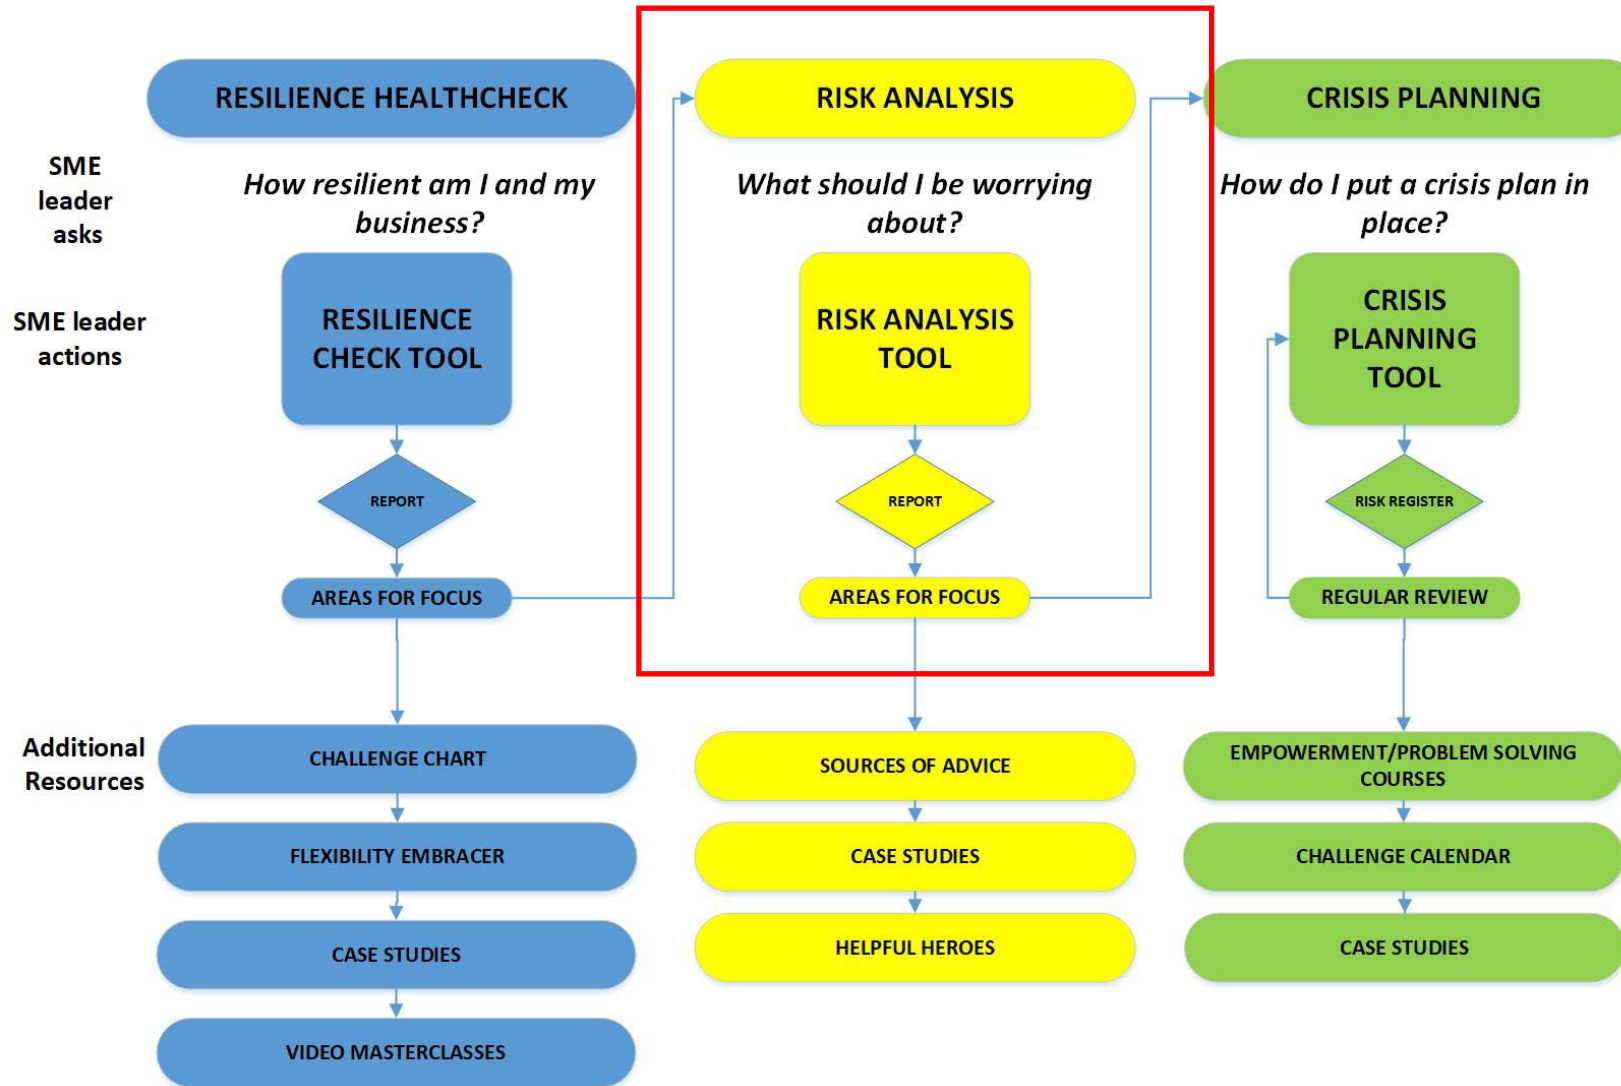 RESILIENCE HEALTHCHECK
RISK ANALYSIS
CRISIS PLANNING
SME
leader
asks
How resilient am I and my
business?
What should I be worrying
about?
How do I put a crisis plan in
place?
SME leader
actions
RESILIENCE
CHECK TOOL
RISK ANALYSIS
TOOL
CRISIS
PLANNING
TOOL
REPORT
REPORT
RISK REGISTER
AREAS FOR FOCUS
AREAS FOR FOCUS
REGULAR REVIEW
Additional
Resources
CHALLENGE CHART
SOURCES OF ADVICE
EMPOWERMENT/PROBLEM SOLVING
COURSES
FLEXIBILITY EMBRACER
CASE STUDIES
CHALLENGE CALENDAR
CASE STUDIES
HELPFUL HEROES
CASE STUDIES
VIDEO MASTERCLASSES